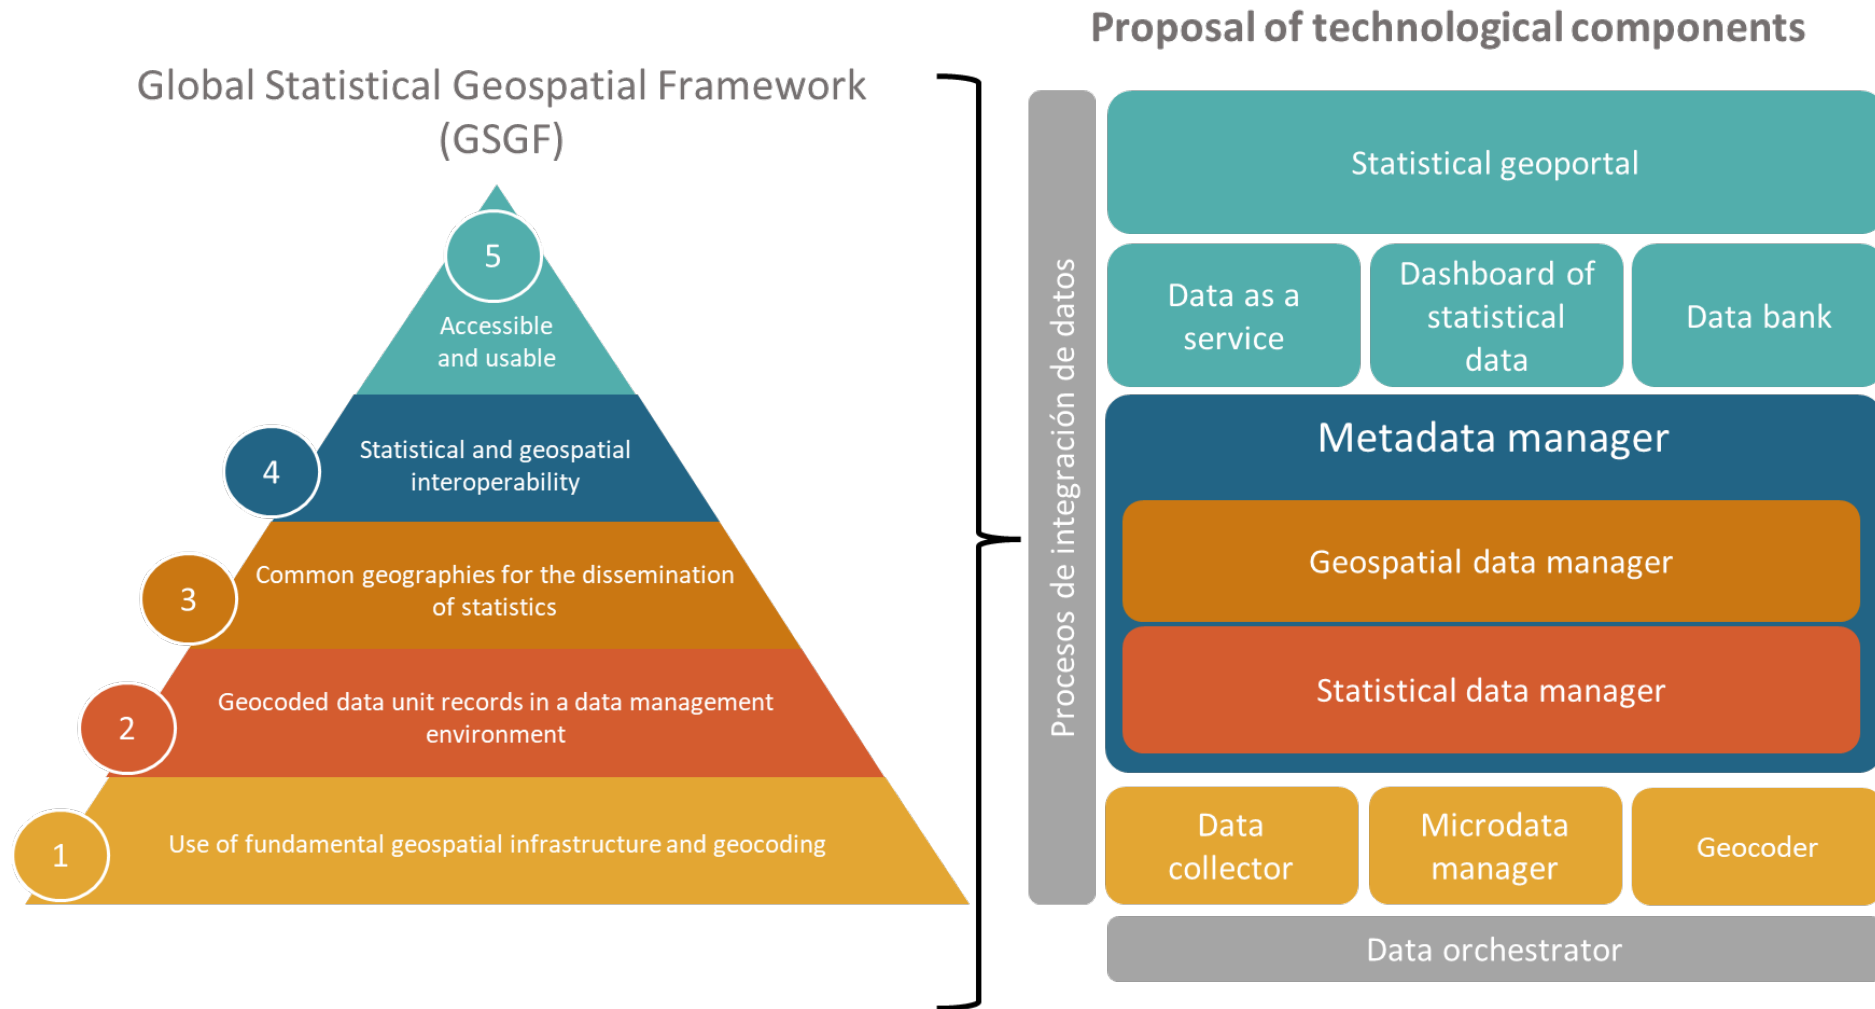 Proposal of technological components
Global Statistical Geospatial Framework
(GSGF)
5
Accessible
and usable
4
Statistical and geospatial
interoperability
3
Common geographies for the dissemination
of statistics
2
Geocoded data unit records in a data management
environment
1
Use of fundamental geospatial infrastructure and geocoding
Procesos de integración de datos
Statistical geoportal
Data as a
service
Dashboard of
statistical
data
Data bank
Metadata manager
Geospatial data manager
Statistical data manager
Data
collector
Microdata
manager
Geocoder
Data orchestrator